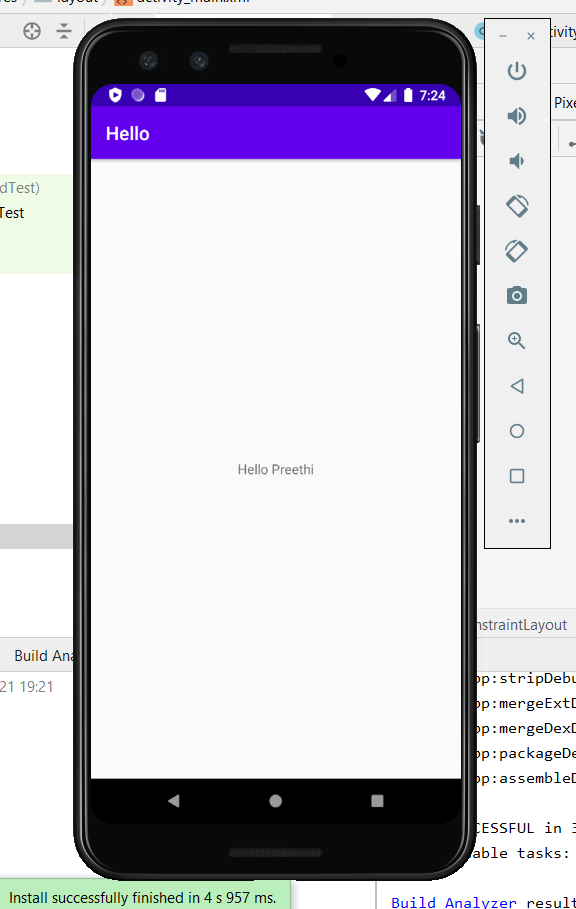 layout
activity_main.xml
tivity
7:24
Pixe
Hello
dTest)
Test
Hello Preethi
nstraintLayout
Build Ana
21 19:21
pp:stripDebu
pp:mergeExtD
pp:mergeDexD
pp:packageDe
pp:assembleD
CESSFUL in 3
able tasks:
Install successfully finished in 4 s 957 ms.
Build Analyzer result